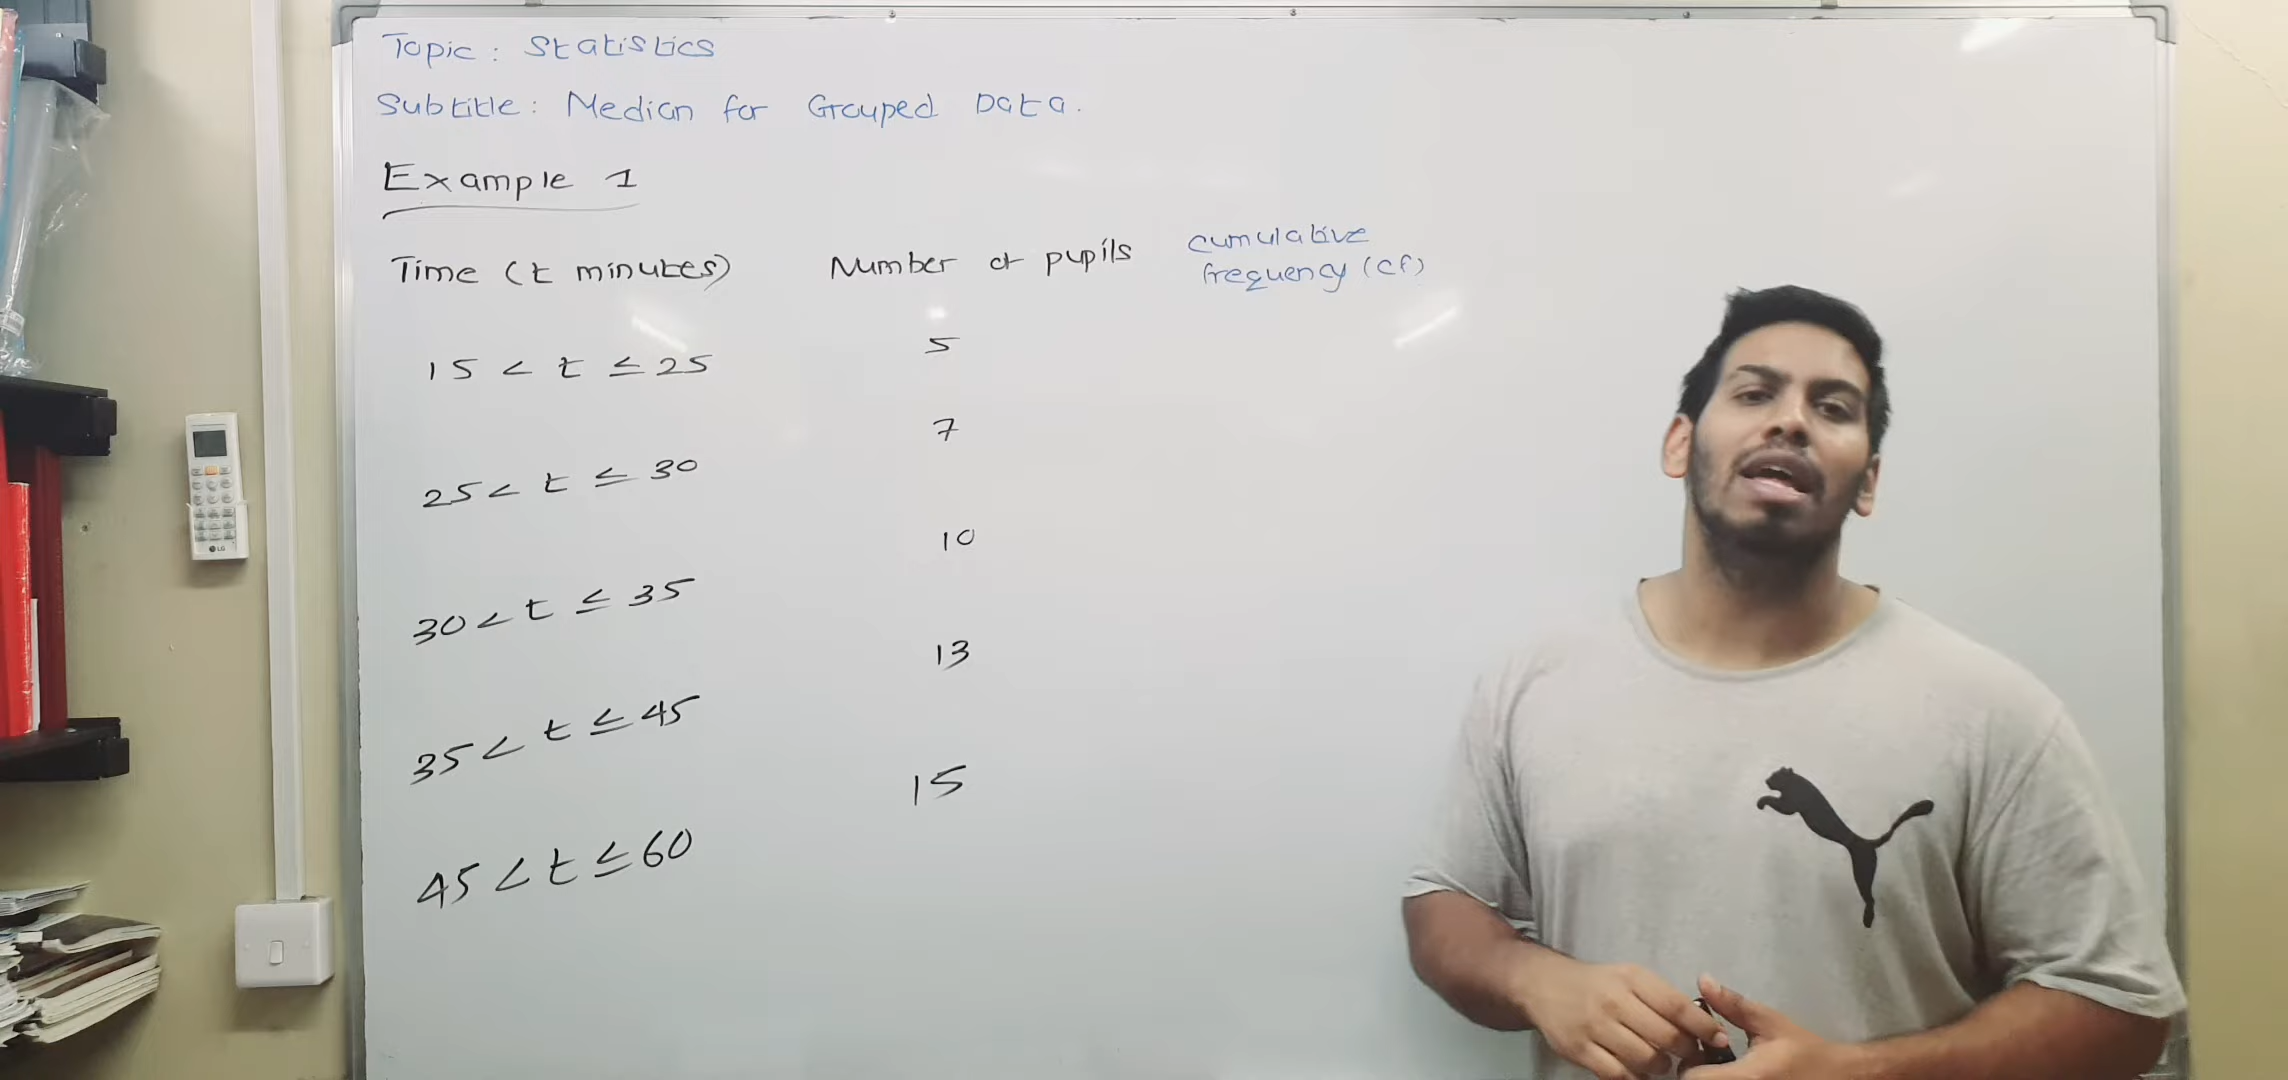 Topic: Statistics
Subtitle: Median for Grouped Data.
Example 1
Time (t minutes) Number of pupils cumulative frequency (cf)
15 < t ≤ 25 5
25 < t ≤ 30 7
30 < t ≤ 35 10
35 < t ≤ 45 13
45 < t ≤ 60 15
LG